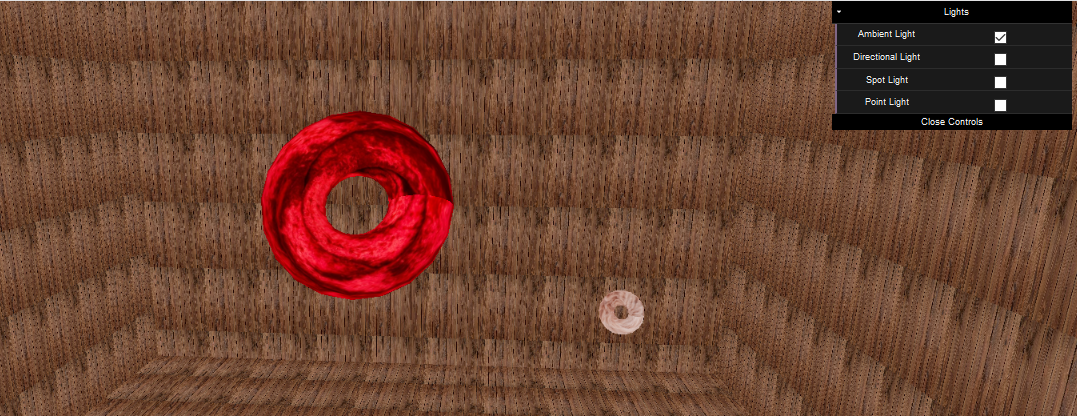 Lights
Ambient Light
Directional Light
Spot Light
Point Light
Close Controls